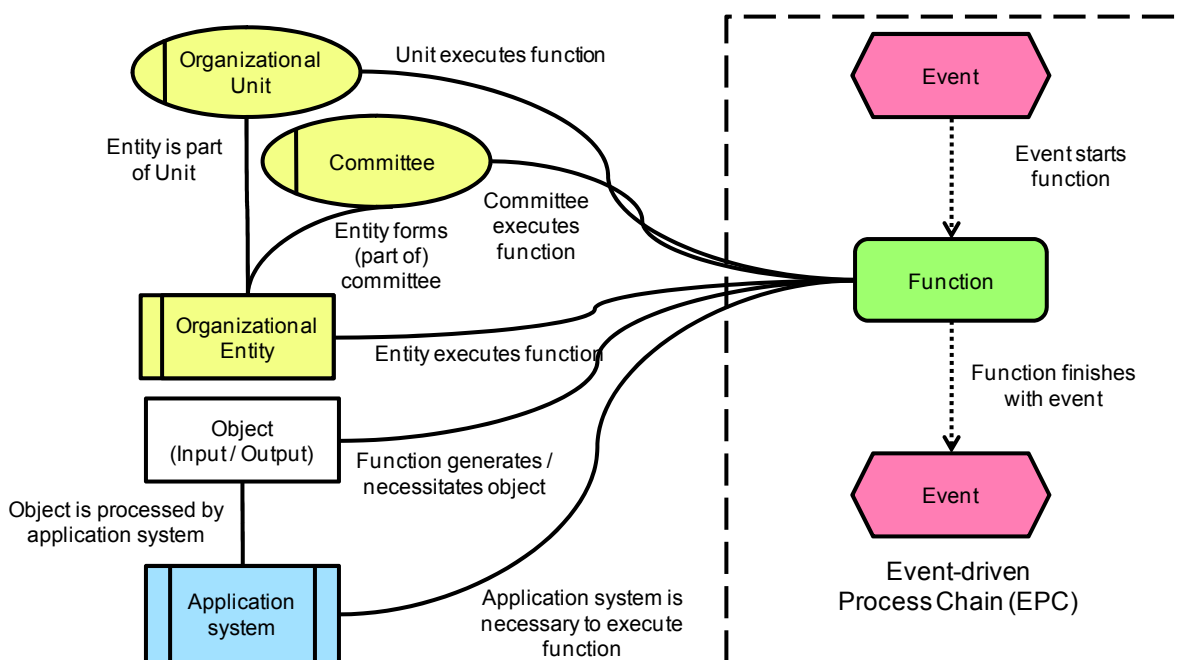 Organizational
Unit
Unit executes function
Event
Entity is part
of Unit
Committee
Event starts
function
Committee
executes
function
Entity forms
(part of)
committee
Function
Organizational
Entity
Entity executes function
Function finishes
with event
Object
(Input / Output)
Function generates /
necessitates object
Event
Object is processed by
application system
Event-driven
Process Chain (EPC)
Application
system
Application system is
necessary to execute
function